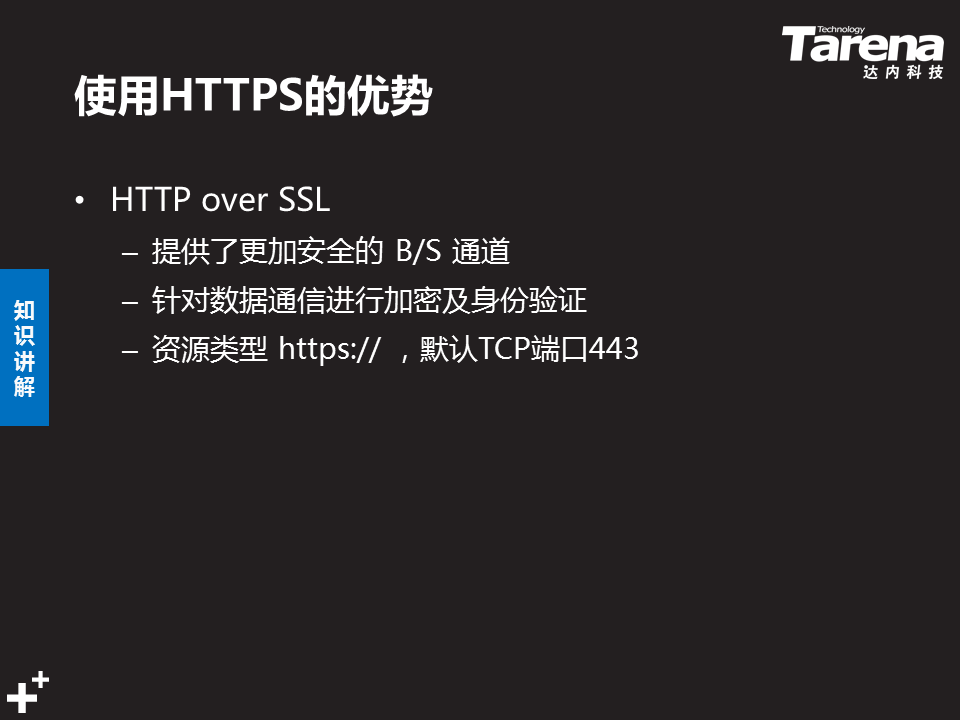 Technology
Tarena
达内科技
使用HTTPS的优势
• HTTP over SSL
– 提供了更加安全的 B/S 通道
– 针对数据通信进行加密及身份验证
– 资源类型 https:// ，默认TCP端口443
知
识
讲
解